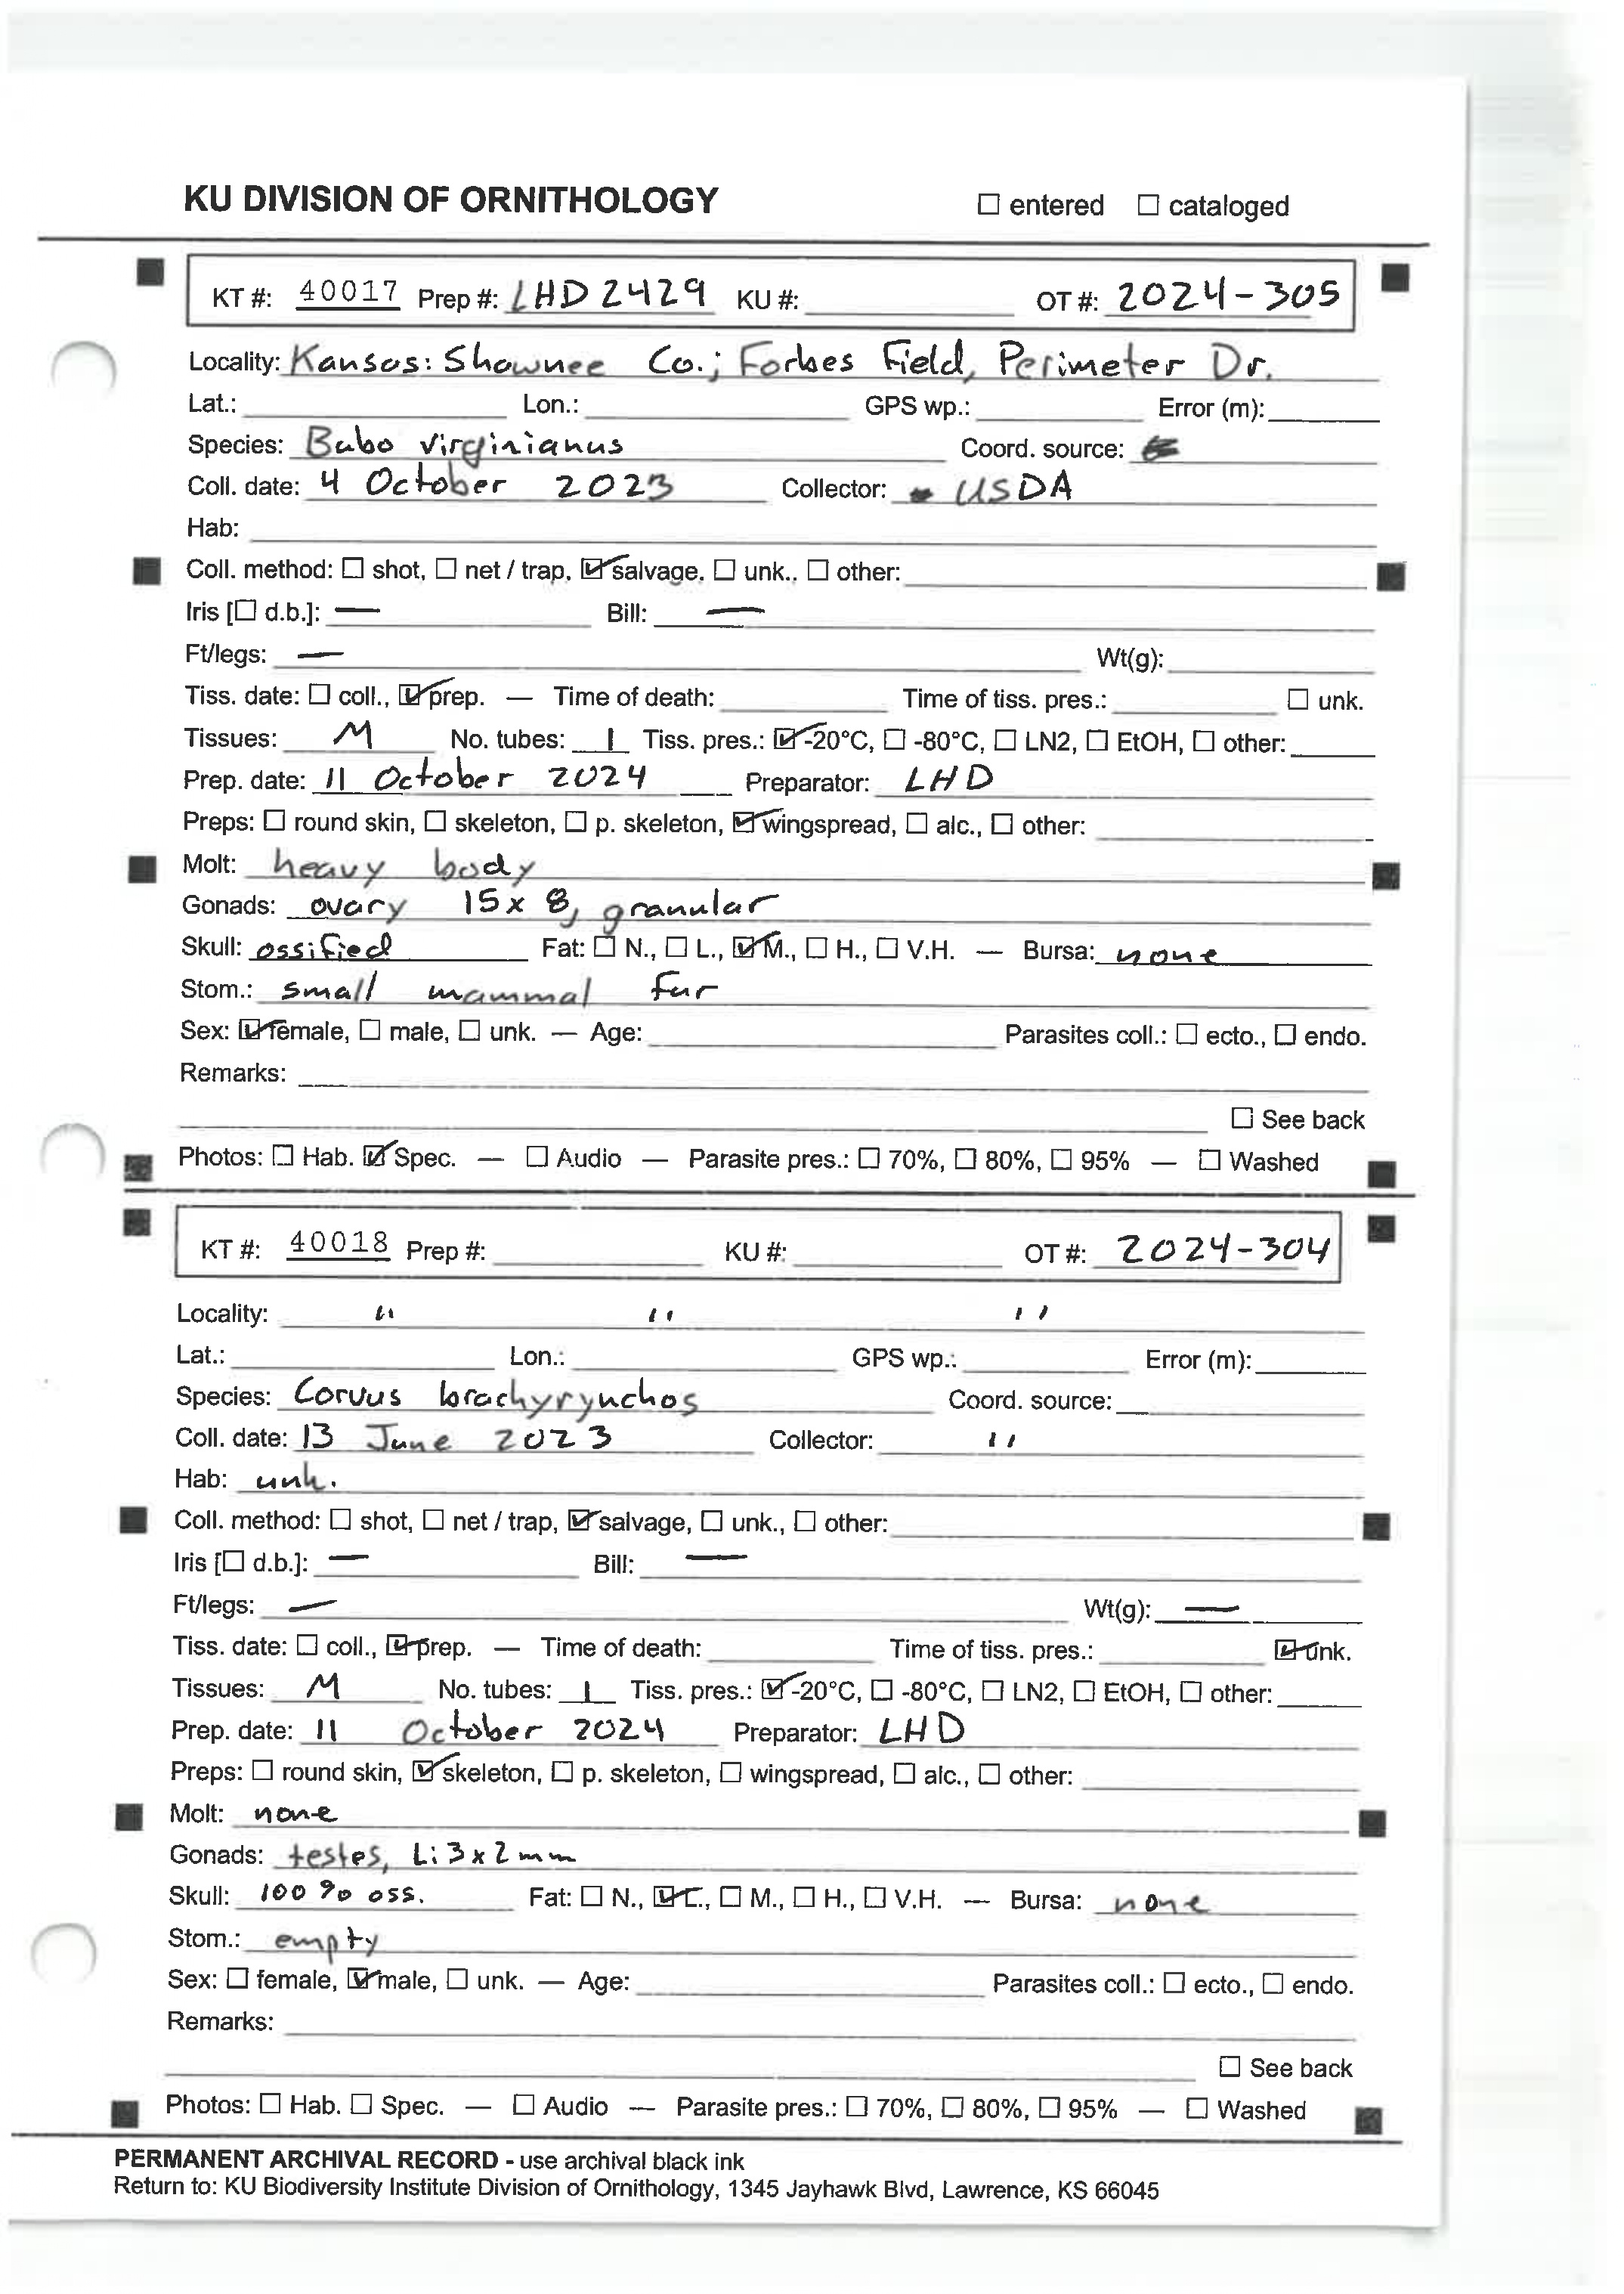 KU DIVISION OF ORNITHOLOGY ☐ entered ☐ cataloged
KT #: 40017 Prep #: LHD 2429 KU #: OT #: 2024-305
Locality: Kansas: Shawnee Co.; Forbes Field, Perimeter Dr.
Lat.: Lon.: GPS wp.: Error (m):
Species: Bubo virginianus Coord. source:
Coll. date: 4 October 2023 Collector: USDA
Hab:
Coll. method: ☐ shot, ☐ net / trap, ☑ salvage, ☐ unk., ☐ other:
Iris [☐ d.b.]: — Bill: —
Ft/legs: — Wt(g):
Tiss. date: ☐ coll., ☑ prep. — Time of death: Time of tiss. pres.: ☐ unk.
Tissues: M No. tubes: 1 Tiss. pres.: ☑ -20°C, ☐ -80°C, ☐ LN2, ☐ EtOH, ☐ other:
Prep. date: 11 October 2024 Preparator: LHD
Preps: ☐ round skin, ☐ skeleton, ☐ p. skeleton, ☑ wingspread, ☐ alc., ☐ other:
Molt: heavy body
Gonads: ovary 15 x 8, granular
Skull: ossified Fat: ☐ N., ☐ L., ☑ M., ☐ H., ☐ V.H. — Bursa: none
Stom.: small mammal fur
Sex: ☑ female, ☐ male, ☐ unk. — Age: Parasites coll.: ☐ ecto., ☐ endo.
Remarks:
☐ See back
Photos: ☐ Hab. ☑ Spec. — ☐ Audio — Parasite pres.: ☐ 70%, ☐ 80%, ☐ 95% — ☐ Washed
KT #: 40018 Prep #: KU #: OT #: 2024-304
Locality: " " "
Lat.: Lon.: GPS wp.: Error (m):
Species: Corvus brachyrynchos Coord. source:
Coll. date: 13 June 2023 Collector: "
Hab: unk.
Coll. method: ☐ shot, ☐ net / trap, ☑ salvage, ☐ unk., ☐ other:
Iris [☐ d.b.]: — Bill: —
Ft/legs: — Wt(g): —
Tiss. date: ☐ coll., ☑ prep. — Time of death: Time of tiss. pres.: ☑ unk.
Tissues: M No. tubes: 1 Tiss. pres.: ☑ -20°C, ☐ -80°C, ☐ LN2, ☐ EtOH, ☐ other:
Prep. date: 11 October 2024 Preparator: LHD
Preps: ☐ round skin, ☑ skeleton, ☐ p. skeleton, ☐ wingspread, ☐ alc., ☐ other:
Molt: none
Gonads: testes, L: 3 x 2 mm
Skull: 100 % oss. Fat: ☐ N., ☑ L., ☐ M., ☐ H., ☐ V.H. — Bursa: none
Stom.: empty
Sex: ☐ female, ☑ male, ☐ unk. — Age: Parasites coll.: ☐ ecto., ☐ endo.
Remarks:
☐ See back
Photos: ☐ Hab. ☐ Spec. — ☐ Audio — Parasite pres.: ☐ 70%, ☐ 80%, ☐ 95% — ☐ Washed
PERMANENT ARCHIVAL RECORD - use archival black ink
Return to: KU Biodiversity Institute Division of Ornithology, 1345 Jayhawk Blvd, Lawrence, KS 66045